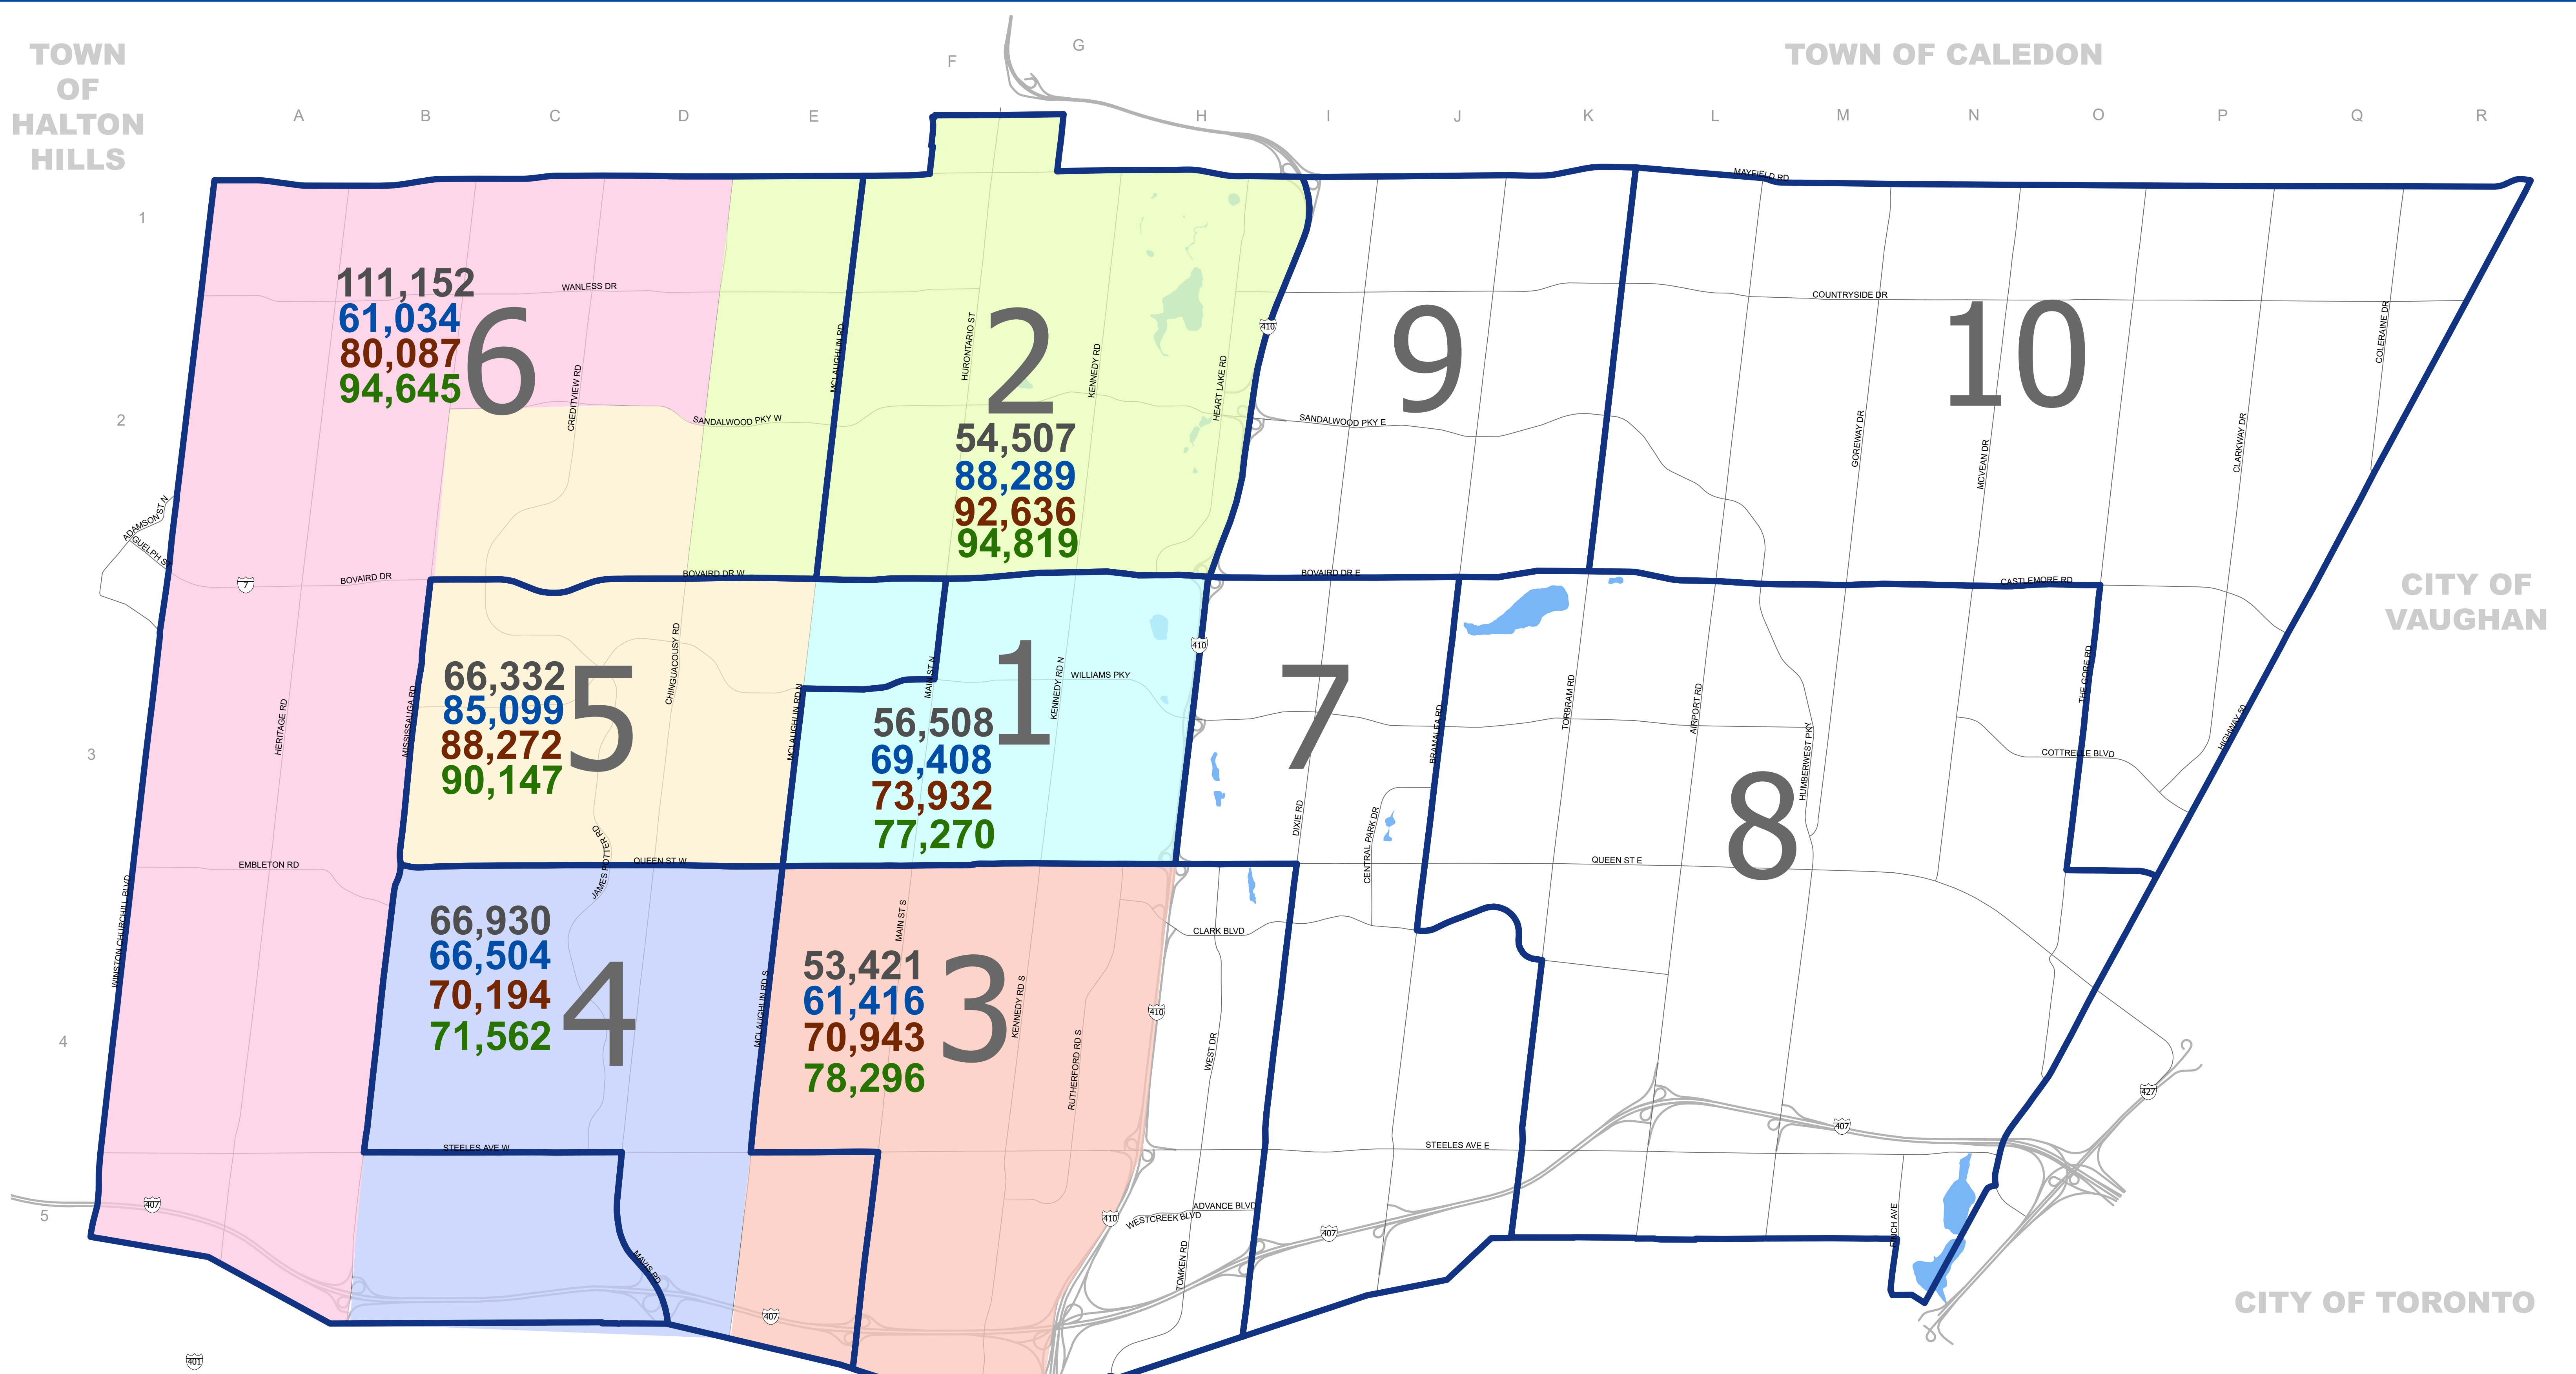 TOWN
OF
HALTON
HILLS
TOWN OF CALEDON
CITY OF
VAUGHAN
CITY OF TORONTO
F
G
A
B
C
D
E
H
I
J
K
L
M
N
O
P
Q
R
1
2
3
4
5
MAYFIELD RD
WANLESS DR
COUNTRYSIDE DR
111,152
61,034
80,087
94,645
6
CREDITVIEW RD
MCLAUGHLIN RD
HURONTARIO ST
2
54,507
88,289
92,636
94,819
KENNEDY RD
HEART LAKE RD
410
9
10
COLERAINE DR
SANDALWOOD PKY W
SANDALWOOD PKY E
GOREWAY DR
MCVEAN DR
CLARKWAY DR
ADAMSON ST N
GUELPH ST
7
BOVAIRD DR
BOVAIRD DR W
BOVAIRD DR E
CASTLEMORE RD
66,332
85,099
88,272
90,147
5
CHINGUACOUSY RD
MAIN ST N
1
56,508
69,408
73,932
77,270
KENNEDY RD N
WILLIAMS PKY
410
7
HERITAGE RD
MISSISSAUGA RD
MCLAUGHLIN RD N
BRAMALEA RD
TORBRAM RD
AIRPORT RD
HUMBERWEST PKY
THE GORE RD
HIGHWAY 50
COTTRELLE BLVD
8
DIXIE RD
CENTRAL PARK DR
JAMES POTTER RD
EMBLETON RD
QUEEN ST W
QUEEN ST E
WINSTON CHURCHILL BLVD
66,930
66,504
70,194
71,562
4
MCLAUGHLIN RD S
53,421
61,416
70,943
78,296
3
MAIN ST S
KENNEDY RD S
RUTHERFORD RD S
CLARK BLVD
410
WEST DR
427
407
STEELES AVE W
STEELES AVE E
407
MAVIS RD
407
410
WESTCREEK BLVD
ADVANCE BLVD
TOMKEN RD
407
FINCH AVE
401